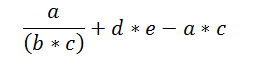 a/(b * c) + d * e − a * c